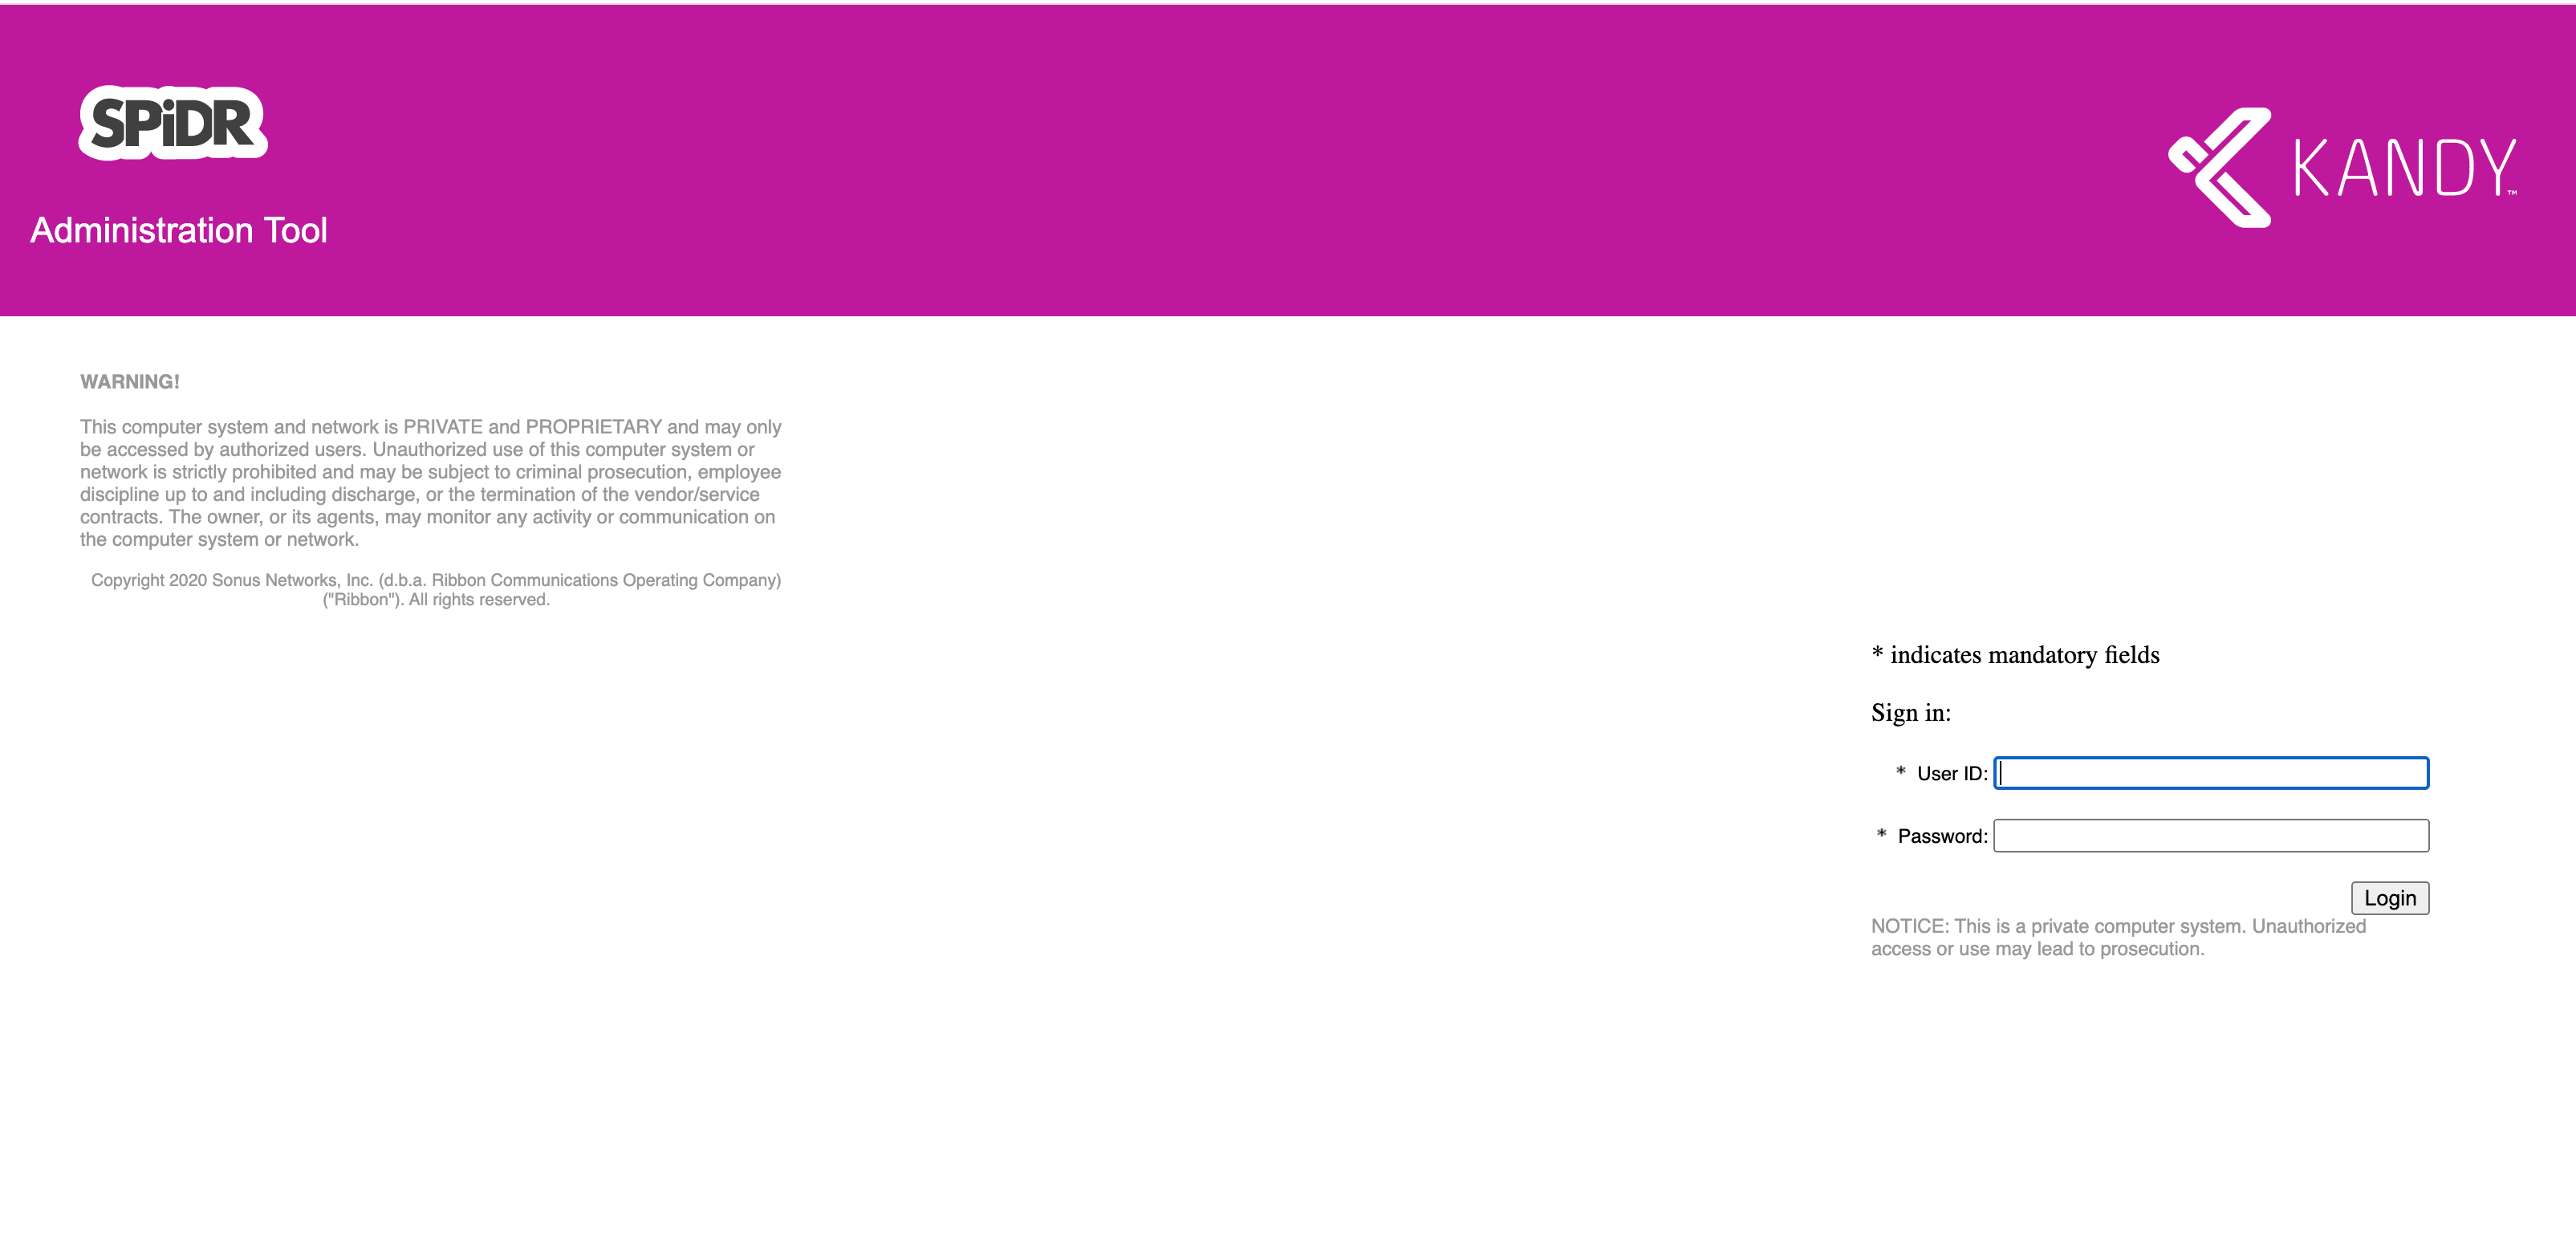 SPiDR
KANDY™
Administration Tool
WARNING!
This computer system and network is PRIVATE and PROPRIETARY and may only
be accessed by authorized users. Unauthorized use of this computer system or
network is strictly prohibited and may be subject to criminal prosecution, employee
discipline up to and including discharge, or the termination of the vendor/service
contracts. The owner, or its agents, may monitor any activity or communication on
the computer system or network.
Copyright 2020 Sonus Networks, Inc. (d.b.a. Ribbon Communications Operating Company)
("Ribbon"). All rights reserved.
* indicates mandatory fields
Sign in:
* User ID:
* Password:
Login
NOTICE: This is a private computer system. Unauthorized
access or use may lead to prosecution.